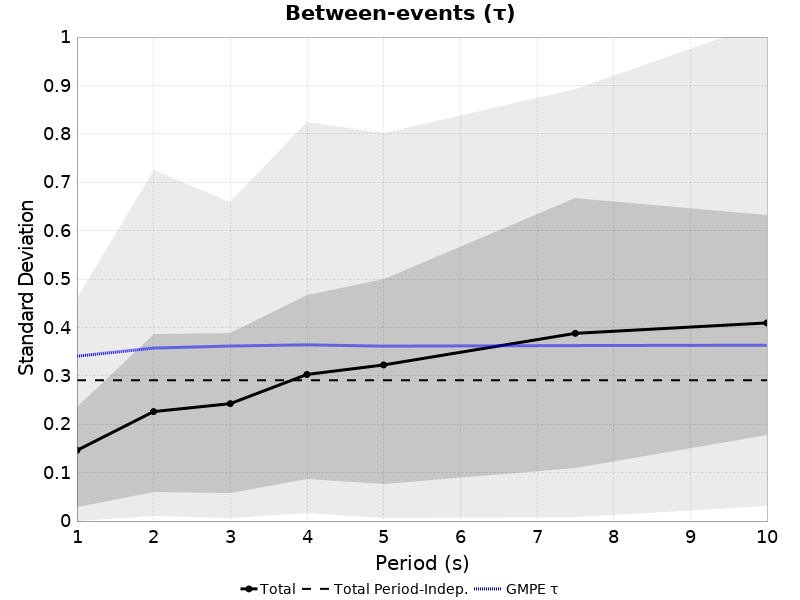 Between-events (τ)
Standard Deviation
1
0.9
0.8
0.7
0.6
0.5
0.4
0.3
0.2
0.1
0
1 2 3 4 5 6 7 8 9 10
Period (s)
Total Total Period-Indep. GMPE τ